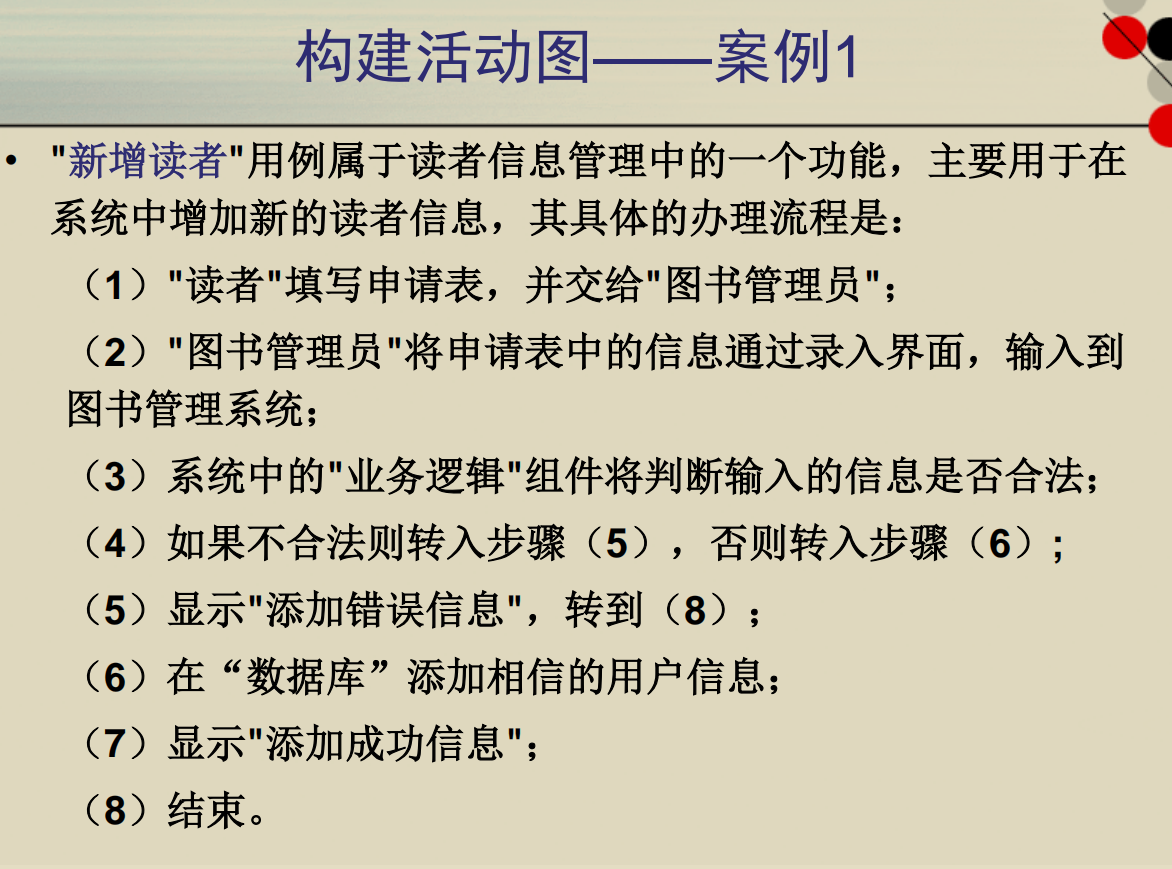 构建活动图——案例1
• "新增读者"用例属于读者信息管理中的一个功能，主要用于在
系统中增加新的读者信息，其具体的办理流程是：
（1）"读者"填写申请表，并交给"图书管理员"；
（2）"图书管理员"将申请表中的信息通过录入界面，输入到
图书管理系统；
（3）系统中的"业务逻辑"组件将判断输入的信息是否合法；
（4）如果不合法则转入步骤（5），否则转入步骤（6）;
（5）显示"添加错误信息"，转到（8）；
（6）在“数据库”添加相信的用户信息；
（7）显示"添加成功信息"；
（8）结束。